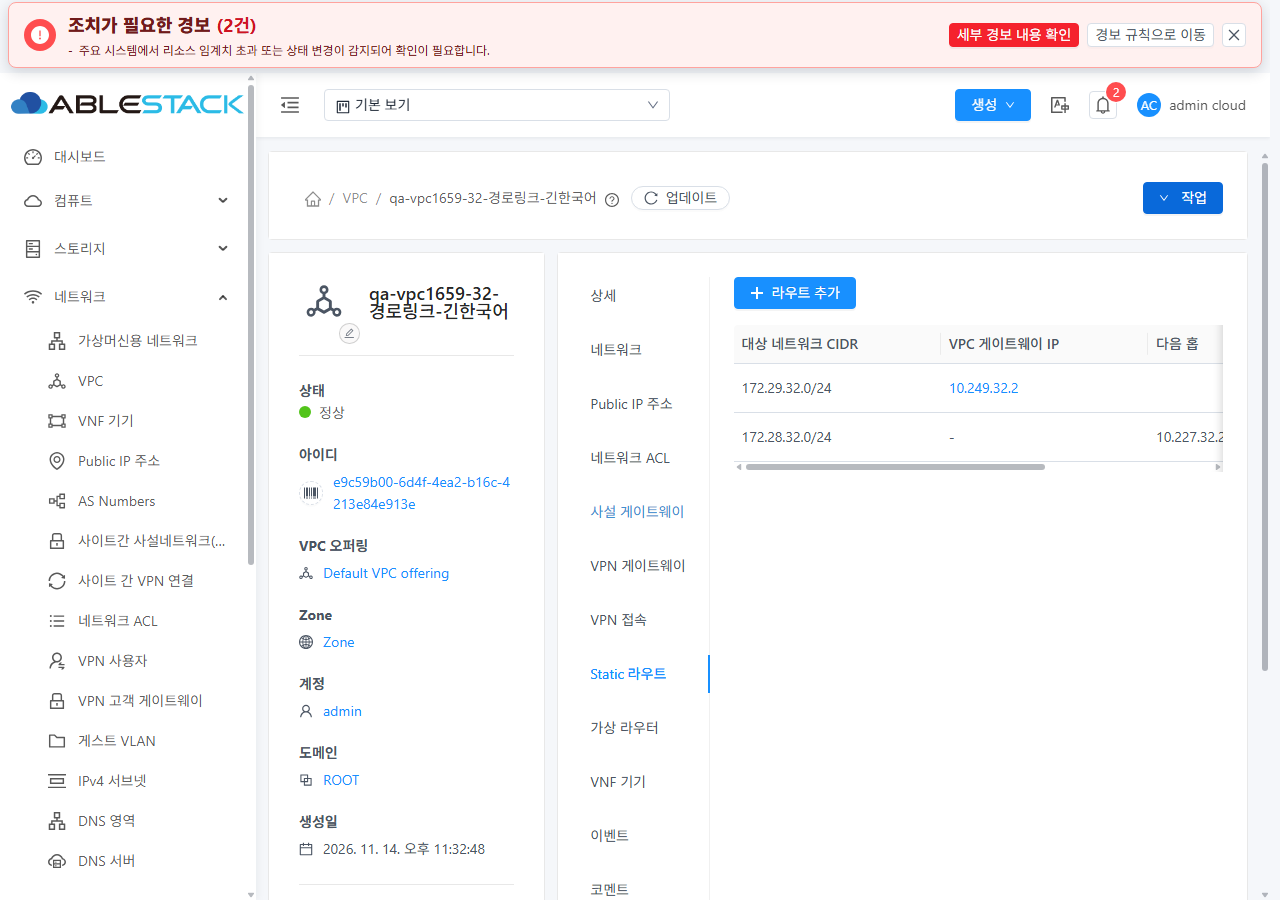 조치가 필요한 경보 (2건)
- 주요 시스템에서 리소스 임계치 초과 또는 상태 변경이 감지되어 확인이 필요합니다.
세부 경보 내용 확인
경보 규칙으로 이동
ABLESTACK
기본 보기
생성
2
AC
admin cloud
대시보드
컴퓨트
스토리지
네트워크
가상머신용 네트워크
VPC
VNF 기기
Public IP 주소
AS Numbers
사이트간 사설네트워크(...
사이트 간 VPN 연결
네트워크 ACL
VPN 사용자
VPN 고객 게이트웨이
게스트 VLAN
IPv4 서브넷
DNS 영역
DNS 서버
/ VPC / qa-vpc1659-32-경로링크-긴한국어
업데이트
작업
qa-vpc1659-32-
경로링크-긴한국어
상태
정상
아이디
e9c59b00-6d4f-4ea2-b16c-4
213e84e913e
VPC 오퍼링
Default VPC offering
Zone
Zone
계정
admin
도메인
ROOT
생성일
2026. 11. 14. 오후 11:32:48
상세
네트워크
Public IP 주소
네트워크 ACL
사설 게이트웨이
VPN 게이트웨이
VPN 접속
Static 라우트
가상 라우터
VNF 기기
이벤트
코멘트
라우트 추가
대상 네트워크 CIDR
VPC 게이트웨이 IP
다음 홉
172.29.32.0/24
10.249.32.2
172.28.32.0/24
-
10.227.32.2